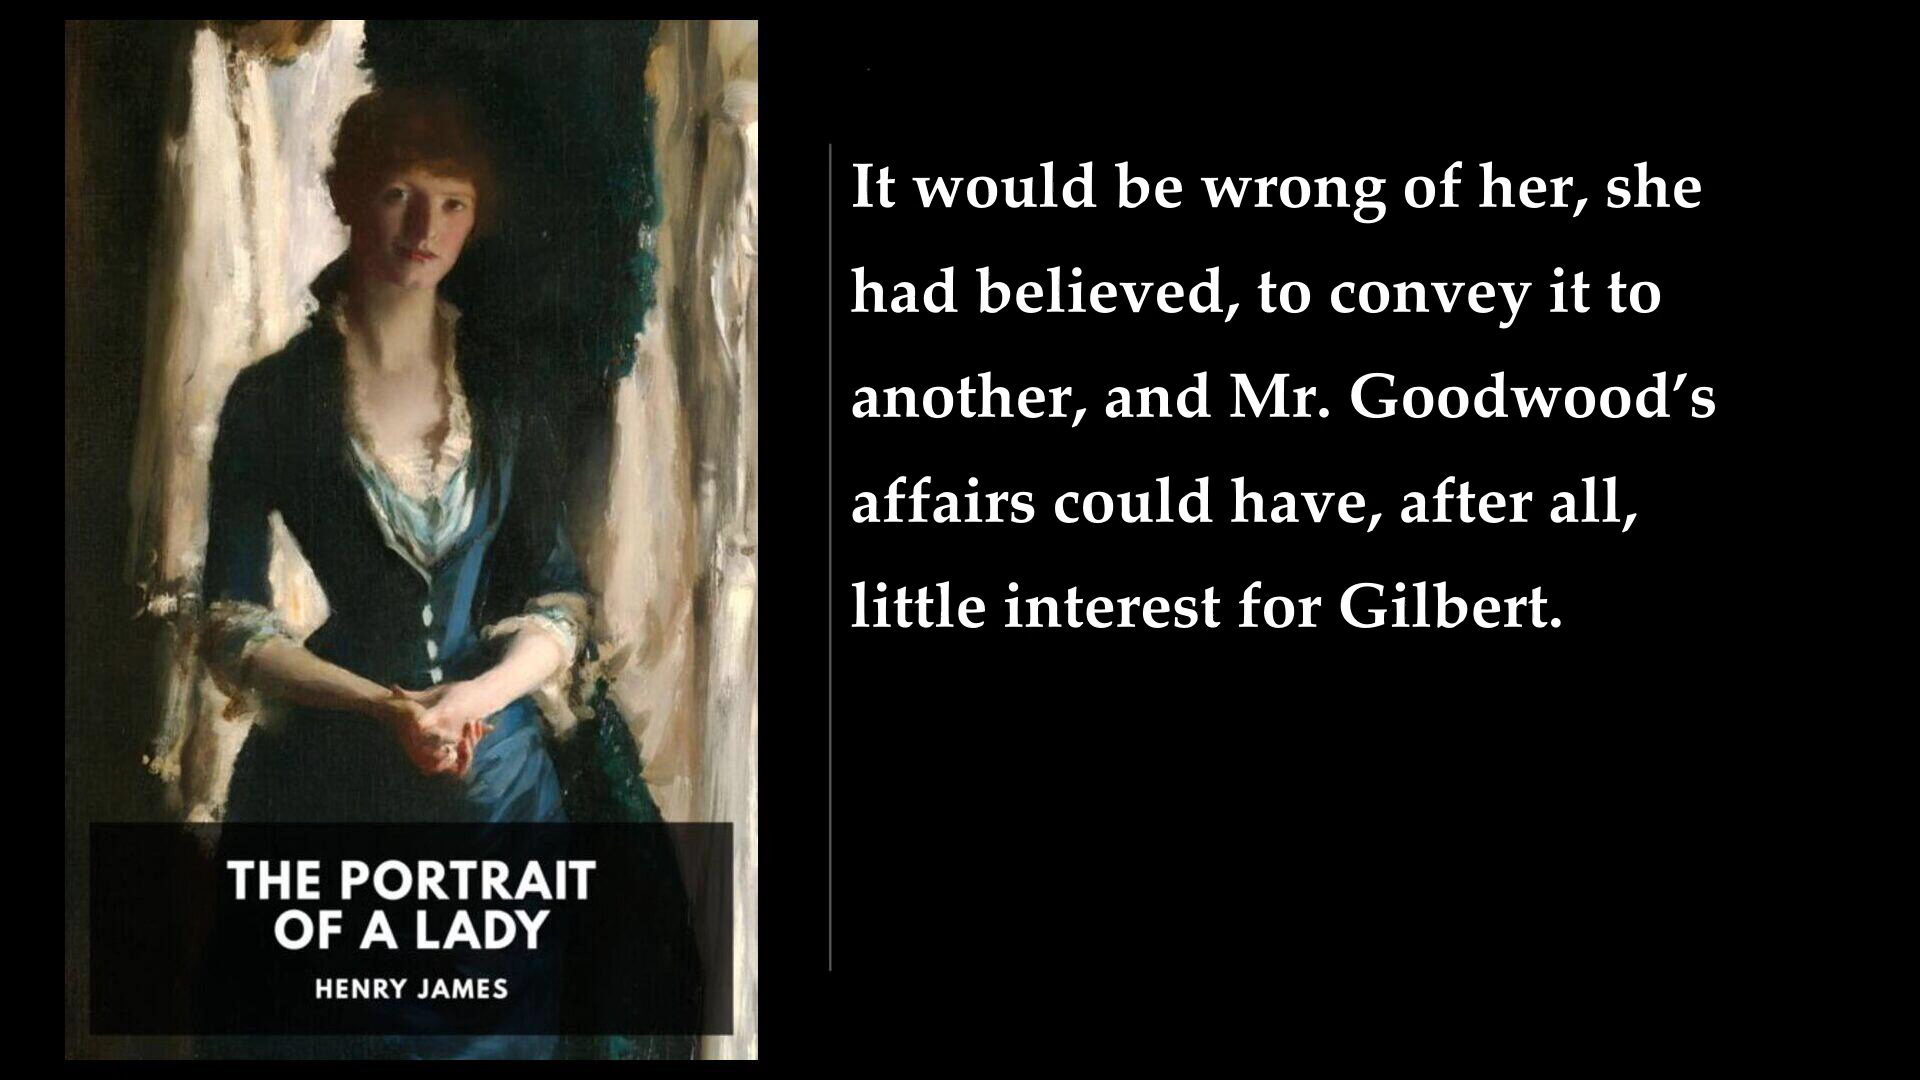 THE PORTRAIT
OF A LADY
HENRY JAMES
It would be wrong of her, she
had believed, to convey it to
another, and Mr. Goodwood’s
affairs could have, after all,
little interest for Gilbert.